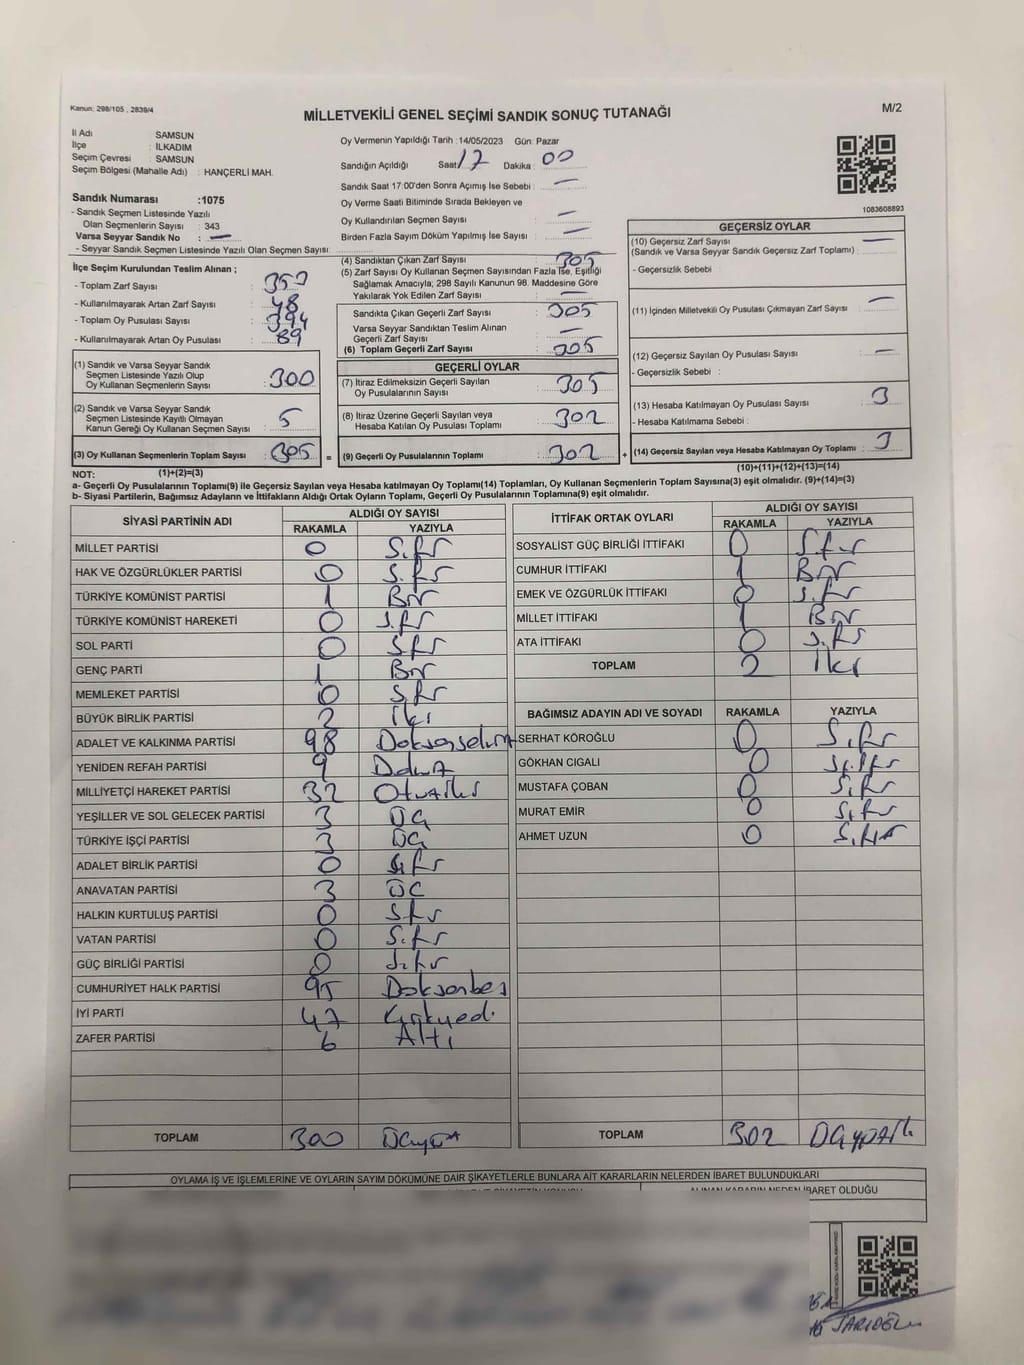 Kanun: 298/105 , 2839/4
MİLLETVEKİLİ GENEL SEÇİMİ SANDIK SONUÇ TUTANAĞI
M/2
İl Adı SAMSUN
İlçe : İLKADIM
Seçim Çevresi : SAMSUN
Seçim Bölgesi (Mahalle Adı) : HANÇERLİ MAH.
Sandık Numarası :1075
- Sandık Seçmen Listesinde Yazılı
Olan Seçmenlerin Sayısı : 343
Varsa Seyyar Sandık No : —
- Seyyar Sandık Seçmen Listesinde Yazılı Olan Seçmen Sayısı:
Oy Vermenin Yapıldığı Tarih :14/05/2023 Gün: Pazar
Sandığın Açıldığı Saat 17 Dakika : 00
Sandık Saat 17:00'den Sonra Açımış İse Sebebi : —
Oy Verme Saati Bitiminde Sırada Bekleyen ve
Oy Kullandırılan Seçmen Sayısı : —
Birden Fazla Sayım Döküm Yapılmış İse Sayısı : —
1083608893
İlçe Seçim Kurulundan Teslim Alınan ;
- Toplam Zarf Sayısı :
- Kullanılmayarak Artan Zarf Sayısı : 48
- Toplam Oy Pusulası Sayısı : 394
- Kullanılmayarak Artan Oy Pusulası : 89
(1) Sandık ve Varsa Seyyar Sandık
Seçmen Listesinde Yazılı Olup
Oy Kullanan Seçmenlerin Sayısı : 300
(2) Sandık ve Varsa Seyyar Sandık
Seçmen Listesinde Kayıtlı Olmayan
Kanun Gereği Oy Kullanan Seçmen Sayısı : 5
(3) Oy Kullanan Seçmenlerin Toplam Sayısı : 305 =
(4) Sandıktan Çıkan Zarf Sayısı : 305
(5) Zarf Sayısı Oy Kullanan Seçmen Sayısından Fazla İse, Eşitliği
Sağlamak Amacıyla; 298 Sayılı Kanunun 98. Maddesine Göre
Yakılarak Yok Edilen Zarf Sayısı : —
Sandıkta Çıkan Geçerli Zarf Sayısı : 305
Varsa Seyyar Sandıktan Teslim Alınan
Geçerli Zarf Sayısı : —
(6) Toplam Geçerli Zarf Sayısı : 305
GEÇERLİ OYLAR
(7) İtiraz Edilmeksizin Geçerli Sayılan
Oy Pusulalarının Sayısı : 305
(8) İtiraz Üzerine Geçerli Sayılan veya
Hesaba Katılan Oy Pusulası Toplamı : 302
(9) Geçerli Oy Pusulalarının Toplamı : 302 +
GEÇERSİZ OYLAR
(10) Geçersiz Zarf Sayısı : —
(Sandık ve Varsa Seyyar Sandık Geçersiz Zarf Toplamı)
- Geçersizlik Sebebi :
(11) İçinden Milletvekili Oy Pusulası Çıkmayan Zarf Sayısı : —
(12) Geçersiz Sayılan Oy Pusulası Sayısı : —
- Geçersizlik Sebebi :
(13) Hesaba Katılmayan Oy Pusulası Sayısı : 3
- Hesaba Katılmama Sebebi :
(14) Geçersiz Sayılan veya Hesaba Katılmayan Oy Toplamı : 3
NOT: (1)+(2)=(3)
(10)+(11)+(12)+(13)=(14)
a- Geçerli Oy Pusulalarının Toplamı(9) ile Geçersiz Sayılan veya Hesaba Katılmayan Oy Toplam(14) Toplamları, Oy Kullanan Seçmenlerin Toplam Sayısına(3) eşit olmalıdır. (9)+(14)=(3)
b- Siyasi Partilerin, Bağımsız Adayların ve İttifakların Aldığı Ortak Oyların Toplamı, Geçerli Oy Pusulalarının Toplamına(9) eşit olmalıdır.
SİYASİ PARTİNİN ADI ALDIĞI OY SAYISI
RAKAMLA YAZIYLA
MİLLET PARTİSİ 0 Sıfır
HAK VE ÖZGÜRLÜKLER PARTİSİ 0 Sıfır
TÜRKİYE KOMÜNİST PARTİSİ 1 Bir
TÜRKİYE KOMÜNİST HAREKETİ 0 Sıfır
SOL PARTİ 0 Sıfır
GENÇ PARTİ 1 Bir
MEMLEKET PARTİSİ 0 Sıfır
BÜYÜK BİRLİK PARTİSİ 2 İki
ADALET VE KALKINMA PARTİSİ 98 Doksansekiz
YENİDEN REFAH PARTİSİ 9 Dokuz
MİLLİYETÇİ HAREKET PARTİSİ 32 Otuziki
YEŞİLLER VE SOL GELECEK PARTİSİ 3 ÜÇ
TÜRKİYE İŞÇİ PARTİSİ 3 ÜÇ
ADALET BİRLİK PARTİSİ 0 Sıfır
ANAVATAN PARTİSİ 3 ÜÇ
HALKIN KURTULUŞ PARTİSİ 0 Sıfır
VATAN PARTİSİ 0 Sıfır
GÜÇ BİRLİĞİ PARTİSİ 0 Sıfır
CUMHURİYET HALK PARTİSİ 95 Doksanbeş
İYİ PARTİ 47 Kırkyedi
ZAFER PARTİSİ 6 Altı
TOPLAM 300 Üçyüz
İTTİFAK ORTAK OYLARI ALDIĞI OY SAYISI
RAKAMLA YAZIYLA
SOSYALİST GÜÇ BİRLİĞİ İTTİFAKI 0 Sıfır
CUMHUR İTTİFAKI 1 Bir
EMEK VE ÖZGÜRLÜK İTTİFAKI 0 Sıfır
MİLLET İTTİFAKI 1 Bir
ATA İTTİFAKI 0 Sıfır
TOPLAM 2 İki
BAĞIMSIZ ADAYIN ADI VE SOYADI RAKAMLA YAZIYLA
SERHAT KÖROĞLU 0 Sıfır
GÖKHAN CIGALI 0 Sıfır
MUSTAFA ÇOBAN 0 Sıfır
MURAT EMİR 0 Sıfır
AHMET UZUN 0 Sıfır
TOPLAM 302 Üçyüziki
OYLAMA İŞ VE İŞLEMLERİNE VE OYLARIN SAYIM DÖKÜMÜNE DAİR ŞİKAYETLERLE BUNLARA AİT KARARLARIN NELERDEN İBARET BULUNDUKLARI
ALINAN KARARIN NEDEN İBARET OLDUĞU